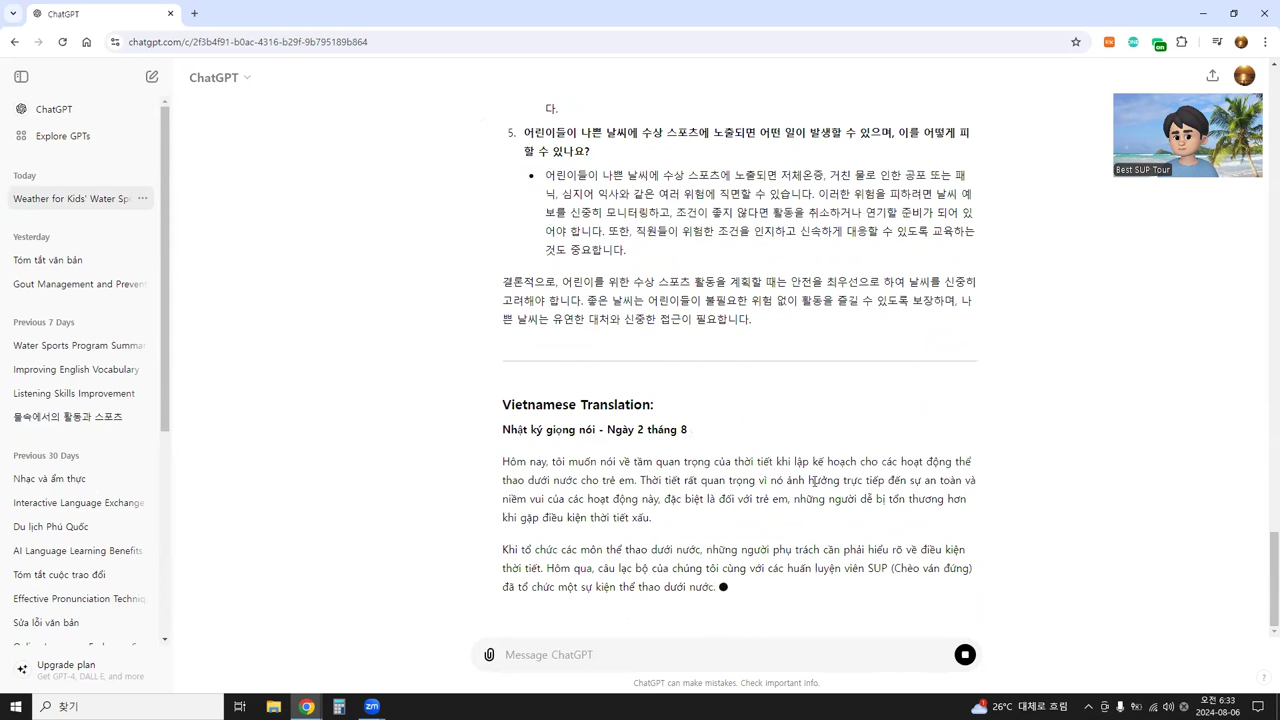 ChatGPT
chatgpt.com/c/2f3b4f91-b0ac-4316-b29f-9b795189b864
on
ChatGPT
ChatGPT
Explore GPTs
Today
Weather for Kids' Water Sp
Yesterday
Tóm tắt văn bản
Gout Management and Preven
Previous 7 Days
Water Sports Program Summar
Improving English Vocabulary
Listening Skills Improvement
물속에서의 활동과 스포츠
Previous 30 Days
Nhạc và ẩm thực
Interactive Language Exchang
Du lịch Phú Quốc
AI Language Learning Benefits
Tóm tắt cuộc trao đổi
Effective Pronunciation Techniq
Sửa lỗi văn bản
Upgrade plan
Get GPT-4, DALL·E, and more
다.
5. 어린이들이 나쁜 날씨에 수상 스포츠에 노출되면 어떤 일이 발생할 수 있으며, 이를 어떻게 피
할 수 있나요?
• 어린이들이 나쁜 날씨에 수상 스포츠에 노출되면 저체온증, 거친 물로 인한 공포 또는 패
닉, 심지어 익사와 같은 여러 위험에 직면할 수 있습니다. 이러한 위험을 피하려면 날씨 예
보를 신중히 모니터링하고, 조건이 좋지 않다면 활동을 취소하거나 연기할 준비가 되어 있
어야 합니다. 또한, 직원들이 위험한 조건을 인지하고 신속하게 대응할 수 있도록 교육하는
것도 중요합니다.
결론적으로, 어린이를 위한 수상 스포츠 활동을 계획할 때는 안전을 최우선으로 하여 날씨를 신중히
고려해야 합니다. 좋은 날씨는 어린이들이 불필요한 위험 없이 활동을 즐길 수 있도록 보장하며, 나
쁜 날씨는 유연한 대처와 신중한 접근이 필요합니다.
Vietnamese Translation:
Nhật ký giọng nói - Ngày 2 tháng 8
Hôm nay, tôi muốn nói về tầm quan trọng của thời tiết khi lập kế hoạch cho các hoạt động thể
thao dưới nước cho trẻ em. Thời tiết rất quan trọng vì nó ảnh hưởng trực tiếp đến sự an toàn và
niềm vui của các hoạt động này, đặc biệt là đối với trẻ em, những người dễ bị tổn thương hơn
khi gặp điều kiện thời tiết xấu.
Khi tổ chức các môn thể thao dưới nước, những người phụ trách cần phải hiểu rõ về điều kiện
thời tiết. Hôm qua, câu lạc bộ của chúng tôi cùng với các huấn luyện viên SUP (Chèo ván đứng)
đã tổ chức một sự kiện thể thao dưới nước.
Message ChatGPT
ChatGPT can make mistakes. Check important info.
?
Best SUP Tour
찾기
26°C 대체로 흐림
오전 6:33
2024-08-06